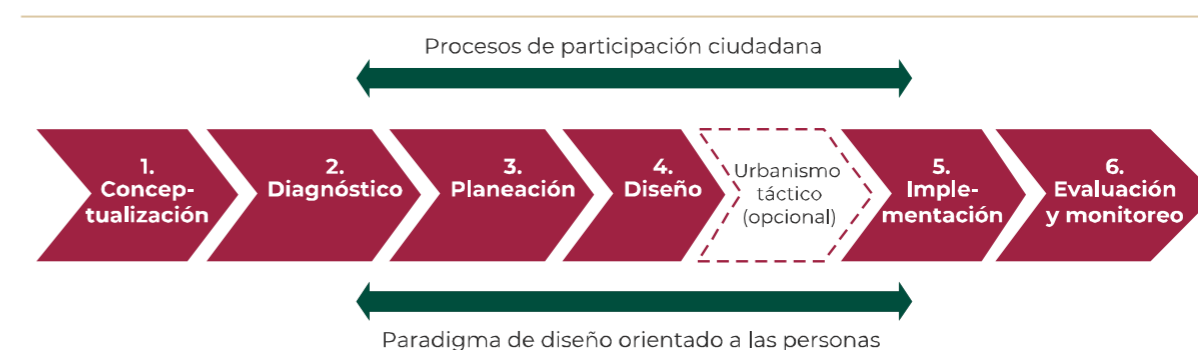 Procesos de participación ciudadana
1.
Concep-
tualización
2.
Diagnóstico
3.
Planeación
4.
Diseño
Urbanismo
táctico
(opcional)
5.
Imple-
mentación
6.
Evaluación
y monitoreo
Paradigma de diseño orientado a las personas